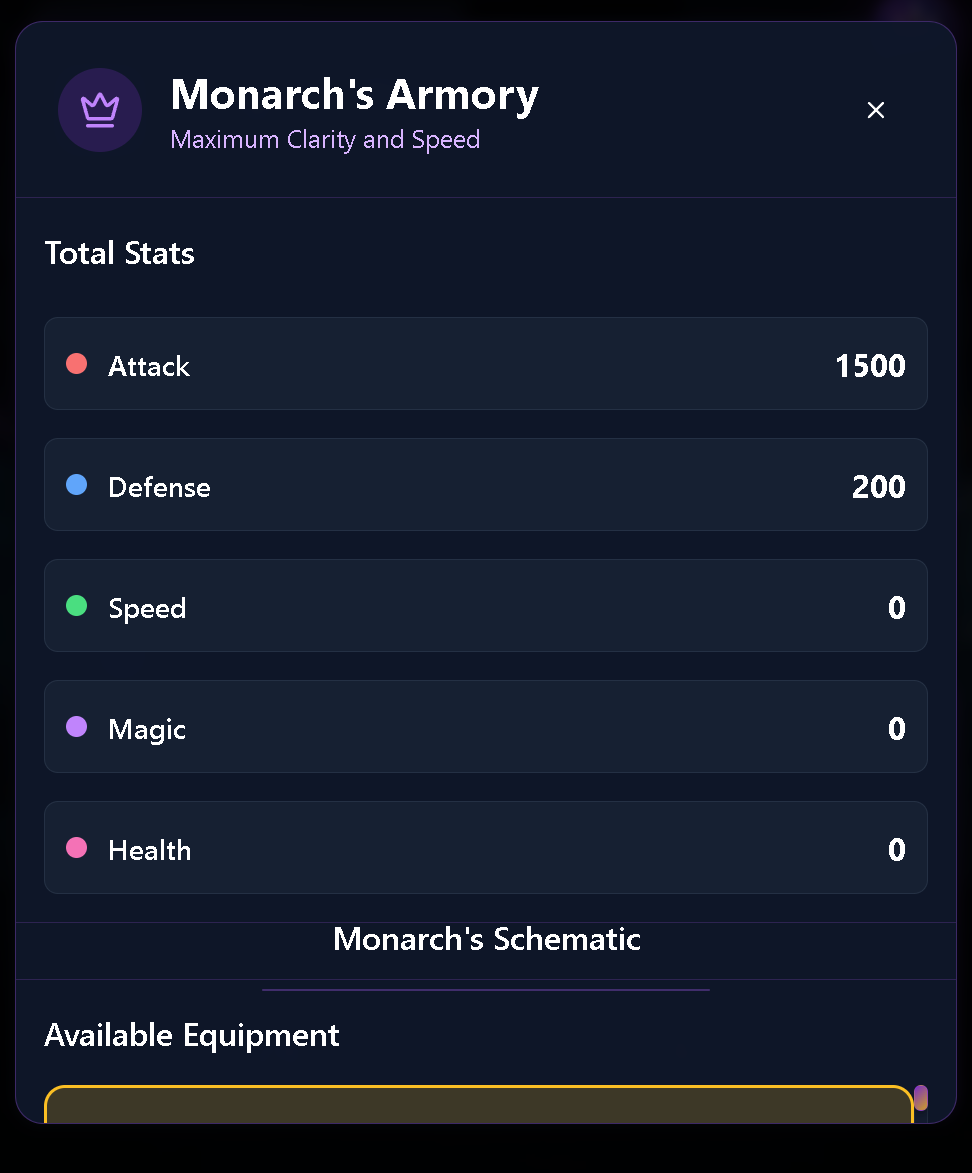 Monarch's Armory
Maximum Clarity and Speed
Total Stats
Attack 1500
Defense 200
Speed 0
Magic 0
Health 0
Monarch's Schematic
Available Equipment